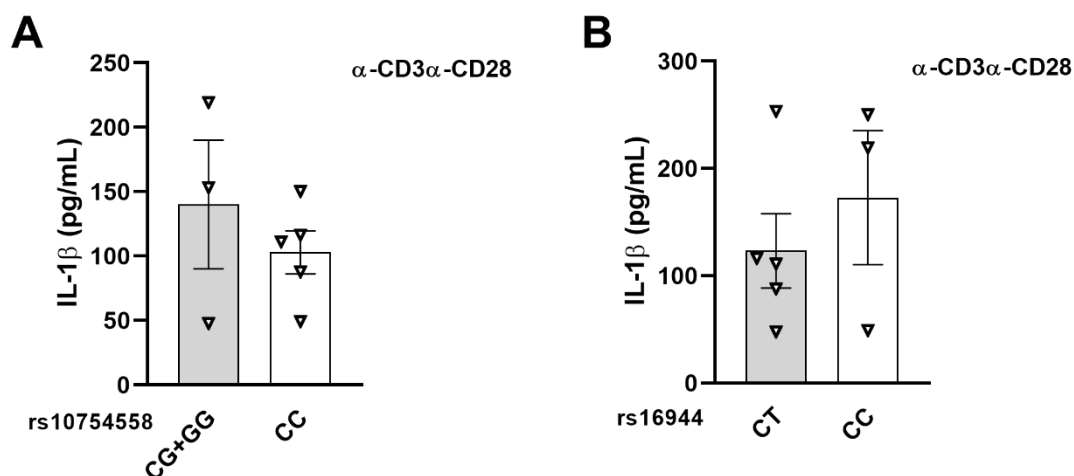 A
α-CD3α-CD28
IL-1β (pg/mL)
250
200
150
100
50
0
rs10754558
CG+GG
CC
B
α-CD3α-CD28
IL-1β (pg/mL)
300
200
100
0
rs16944
CT
CC